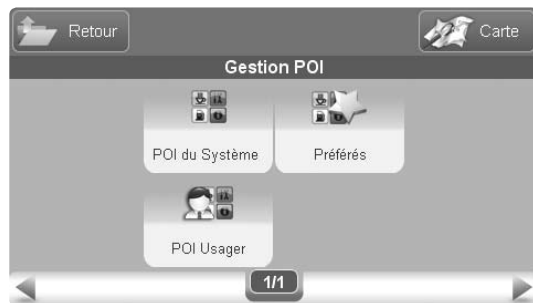 Retour
Carte
Gestion POI
POI du Système
Préférés
POI Usager
1/1